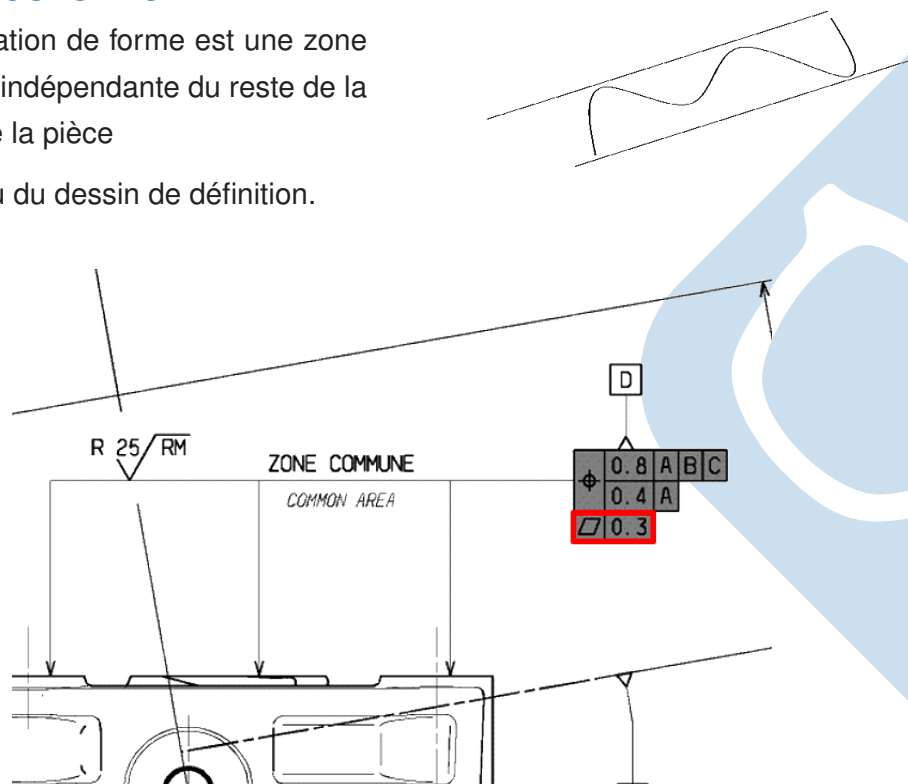 ation de forme est une zone
indépendante du reste de la
la pièce
du dessin de définition.
D
R 25 RM
ZONE COMMUNE
COMMON AREA
0.8 A B C
0.4 A
0.3